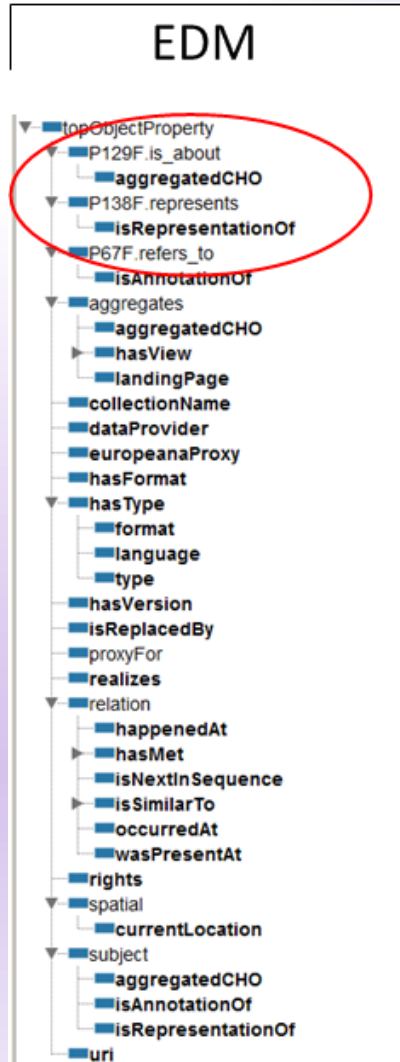 EDM
topObjectProperty
P129F.is_about
aggregatedCHO
P138F.represents
isRepresentationOf
P67F.refers_to
isAnnotationOf
aggregates
aggregatedCHO
hasView
landingPage
collectionName
dataProvider
europeanaProxy
hasFormat
hasType
format
language
type
hasVersion
isReplacedBy
proxyFor
realizes
relation
happenedAt
hasMet
isNextInSequence
isSimilarTo
occurredAt
wasPresentAt
rights
spatial
currentLocation
subject
aggregatedCHO
isAnnotationOf
isRepresentationOf
uri